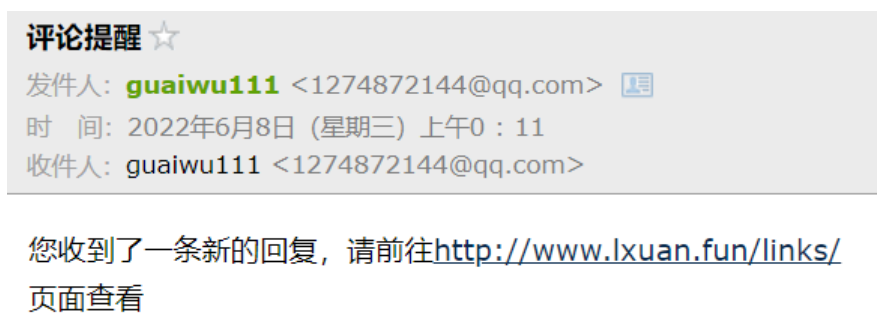 评论提醒
发件人：guaiwu111 <1274872144@qq.com>
时 间：2022年6月8日 (星期三) 上午0：11
收件人：guaiwu111 <1274872144@qq.com>
您收到了一条新的回复，请前往http://www.lxuan.fun/links/
页面查看